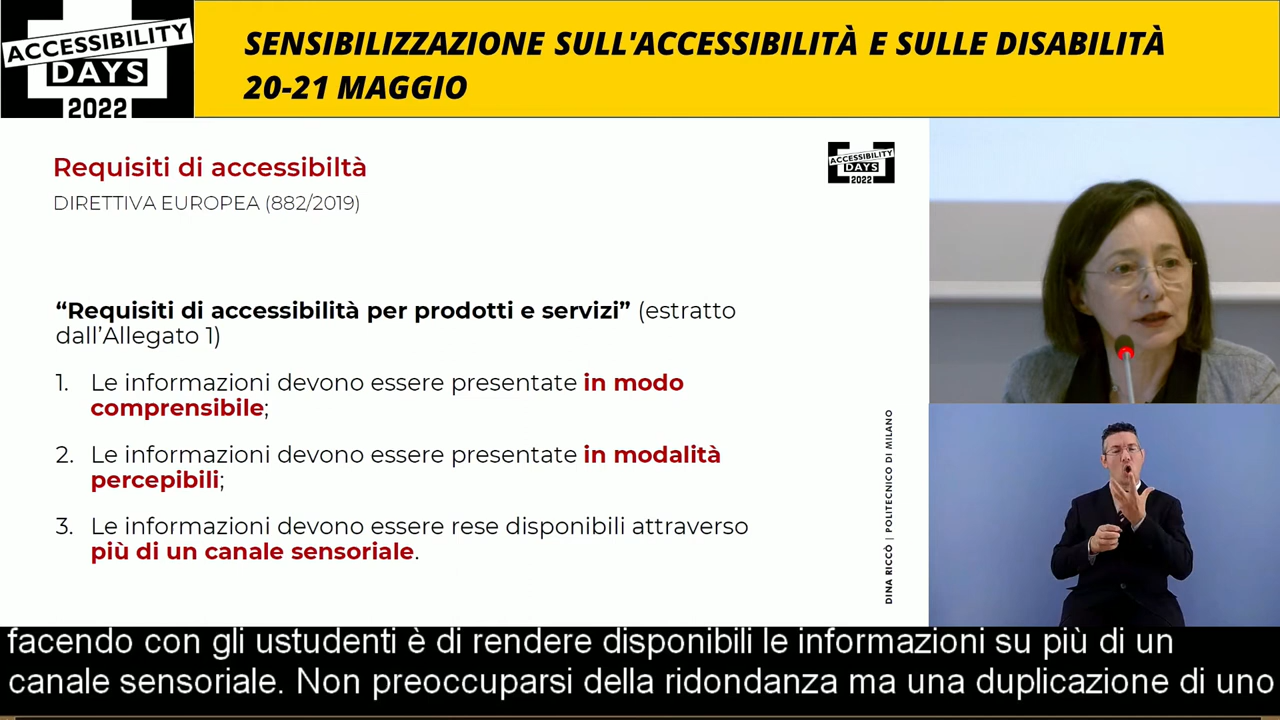 ACCESSIBILITY
DAYS
2022
SENSIBILIZZAZIONE SULL'ACCESSIBILITÀ E SULLE DISABILITÀ
20-21 MAGGIO
Requisiti di accessibiltà
DIRETTIVA EUROPEA (882/2019)
ACCESSIBILITY
DAYS
2022
“Requisiti di accessibilità per prodotti e servizi” (estratto
dall’Allegato 1)
1. Le informazioni devono essere presentate in modo
comprensibile;
2. Le informazioni devono essere presentate in modalità
percepibili;
3. Le informazioni devono essere rese disponibili attraverso
più di un canale sensoriale.
DINA RICCÒ | POLITECNICO DI MILANO
facendo con gli ustudenti è di rendere disponibili le informazioni su più di un
canale sensoriale. Non preoccuparsi della ridondanza ma una duplicazione di uno